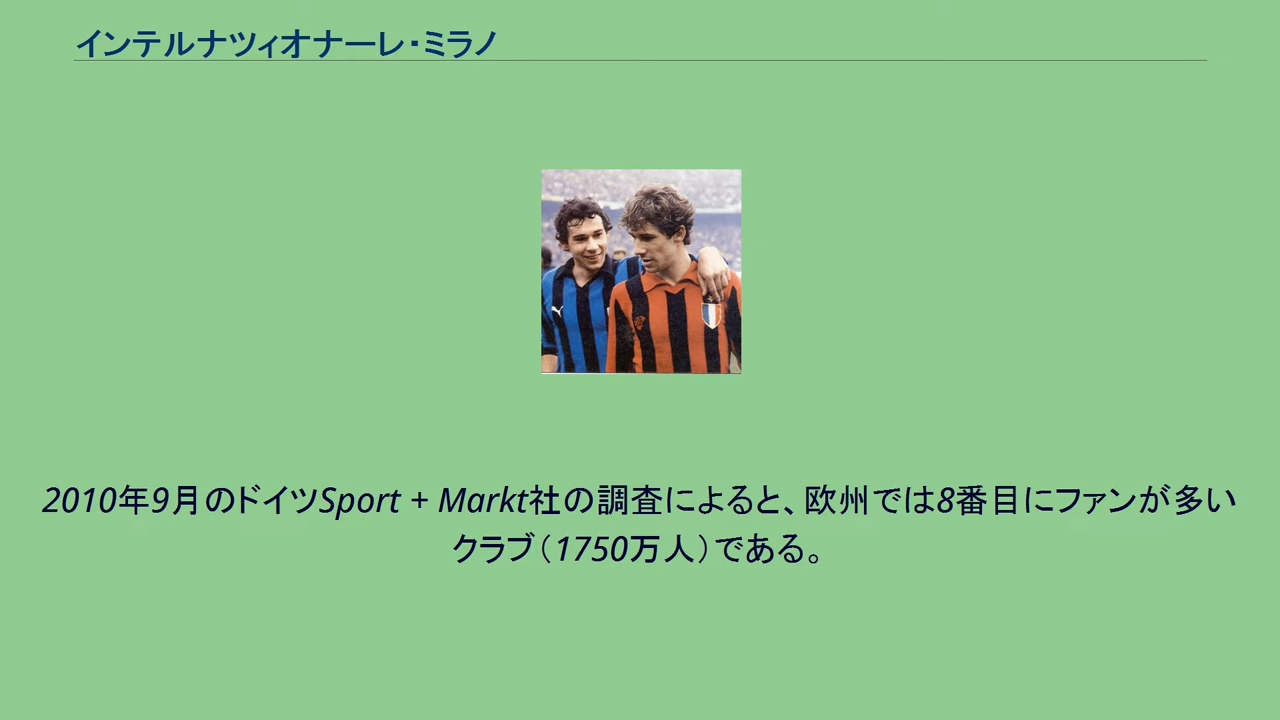 インテルナツィオナーレ・ミラノ
2010年9月のドイツSport + Markt社の調査によると、欧州では8番目にファンが多い
クラブ（1750万人）である。